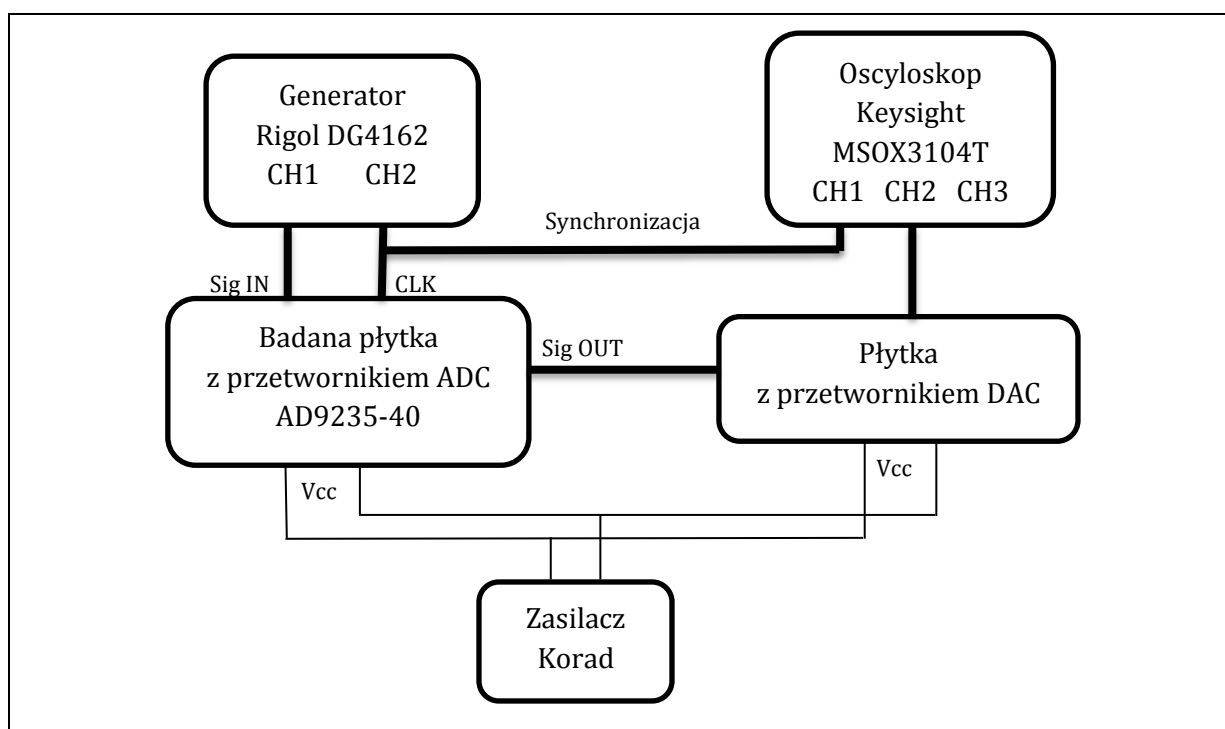 Generator
Rigol DG4162
CH1 CH2
Oscyloskop
Keysight
MSOX3104T
CH1 CH2 CH3
Synchronizacja
Sig IN
CLK
Badana płytka
z przetwornikiem ADC
AD9235-40
Sig OUT
Płytka
z przetwornikiem DAC
Vcc
Vcc
Zasilacz
Korad